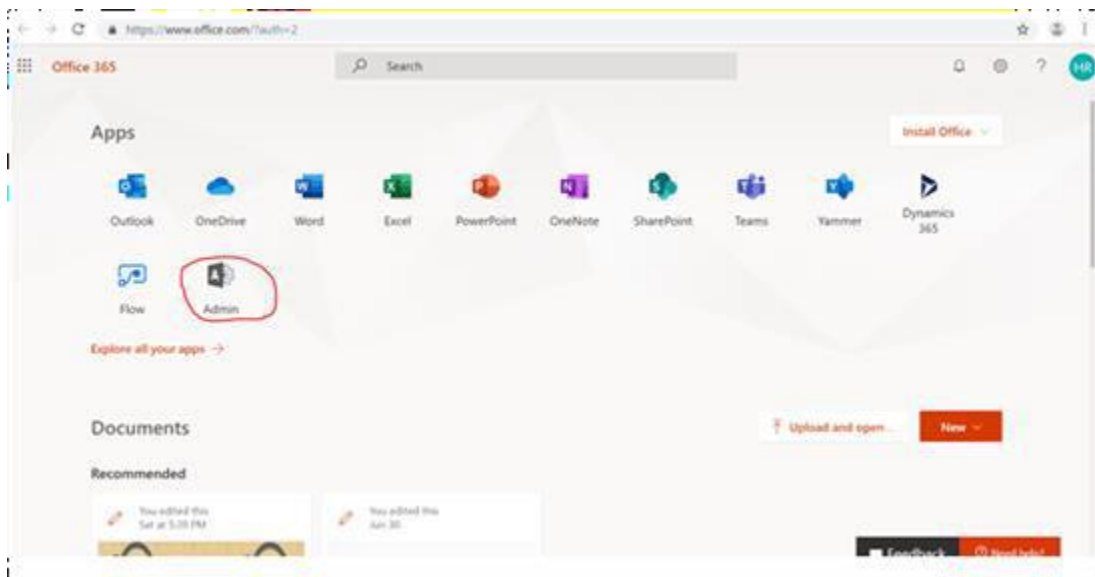 https://www.office.com/?auth=2
Office 365
Search
HR
Apps
Install Office
Outlook
OneDrive
Word
Excel
PowerPoint
OneNote
SharePoint
Teams
Yammer
Dynamics
365
Flow
Admin
Explore all your apps →
Documents
Upload and open...
New
Recommended
You edited this
Sat at 5:20 PM
You edited this
Jun 30
Feedback
Need help?